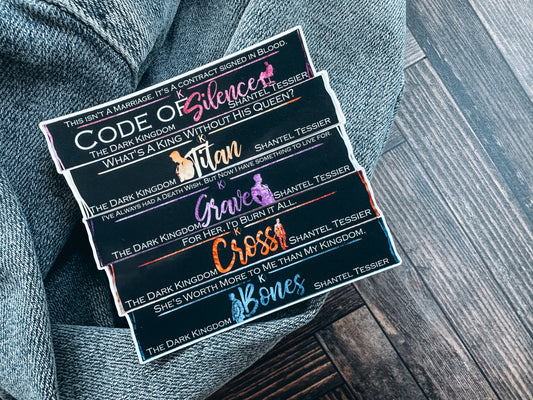 This isn't a Marriage. It's a contract signed in Blood.
K
Code of Silence
The Dark Kingdom Shantel Tessier
What's A King Without His Queen?
K
Titan
The Dark Kingdom Shantel Tessier
I've Always had a Death Wish. But Now I have something to live for.
K
Grave
The Dark Kingdom Shantel Tessier
For Her, I'd Burn it All.
K
Cross
The Dark Kingdom Shantel Tessier
She's Worth More to Me than My Kingdom.
K
Bones
The Dark Kingdom Shantel Tessier